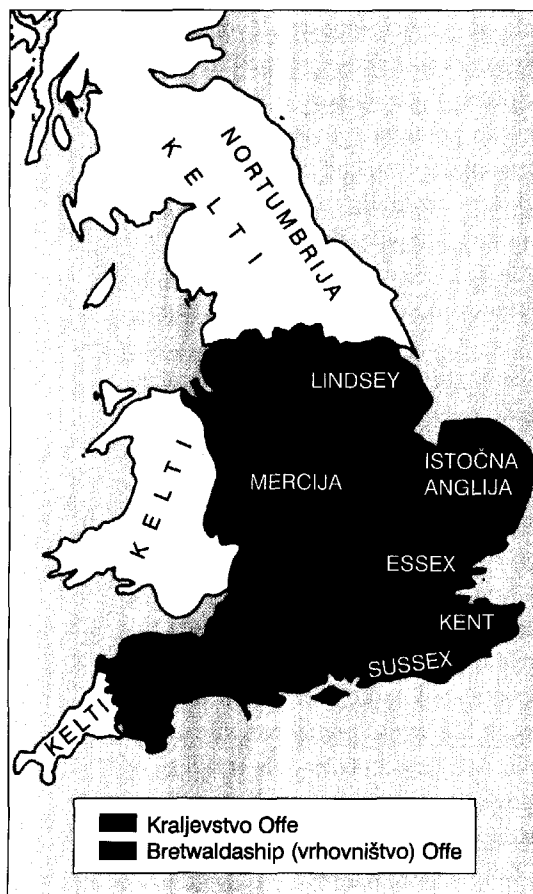 NORTUMBRIJA
KELTI
LINDSEY
ISTOČNA
ANGLIJA
MERCIJA
KELTI
ESSEX
KENT
SUSSEX
KELTI
Kraljevstvo Offe
Bretwaldaship (vrhovništvo) Offe